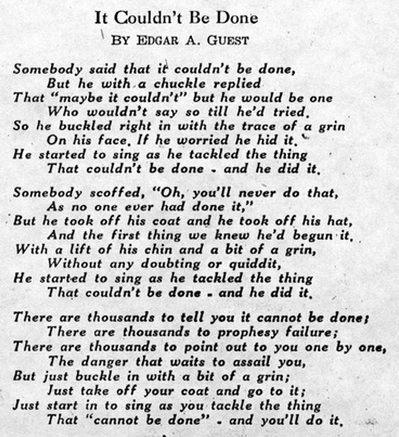 It Couldn't Be Done
BY EDGAR A. GUEST
Somebody said that it couldn't be done,
But he with a chuckle replied
That "maybe it couldn't" but he would be one
Who wouldn't say so till he'd tried.
So he buckled right in with the trace of a grin
On his face. If he worried he hid it.
He started to sing as he tackled the thing
That couldn't be done - and he did it.
Somebody scoffed, "Oh, you'll never do that,
As no one ever had done it,"
But he took off his coat and he took off his hat,
And the first thing we knew he'd begun it.
With a lift of his chin and a bit of a grin,
Without any doubting or quiddit,
He started to sing as he tackled the thing
That couldn't be done - and he did it.
There are thousands to tell you it cannot be done;
There are thousands to prophesy failure;
There are thousands to point out to you one by one,
The danger that waits to assail you,
But just buckle in with a bit of a grin;
Just take off your coat and go to it;
Just start in to sing as you tackle the thing
That "cannot be done" - and you'll do it.